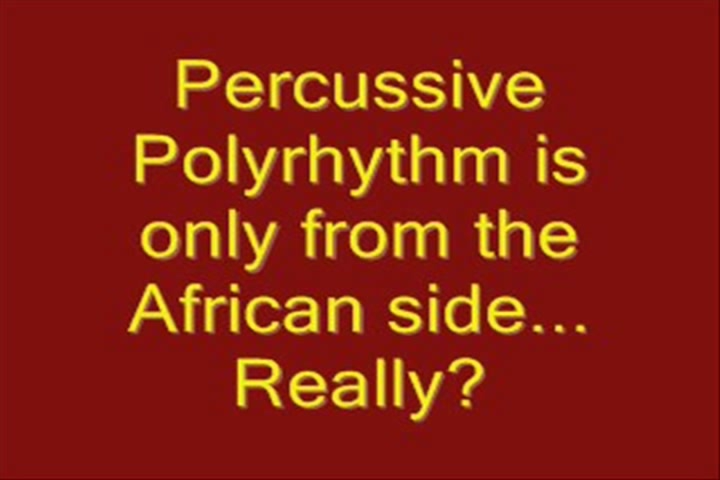 Percussive
Polyrhythm is
only from the
African side...
Really?